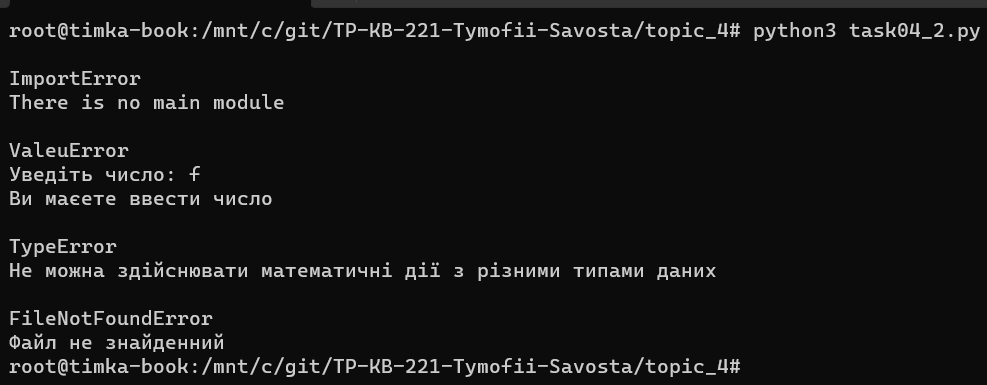 root@timka-book:/mnt/c/git/TP-KB-221-Tymofii-Savosta/topic_4# python3 task04_2.py
ImportError
There is no main module
ValeuError
Уведіть число: f
Ви маєете ввести число
TypeError
Не можна здійснювати математичні дії з різними типами даних
FileNotFoundError
Файл не знайденний
root@timka-book:/mnt/c/git/TP-KB-221-Tymofii-Savosta/topic_4#